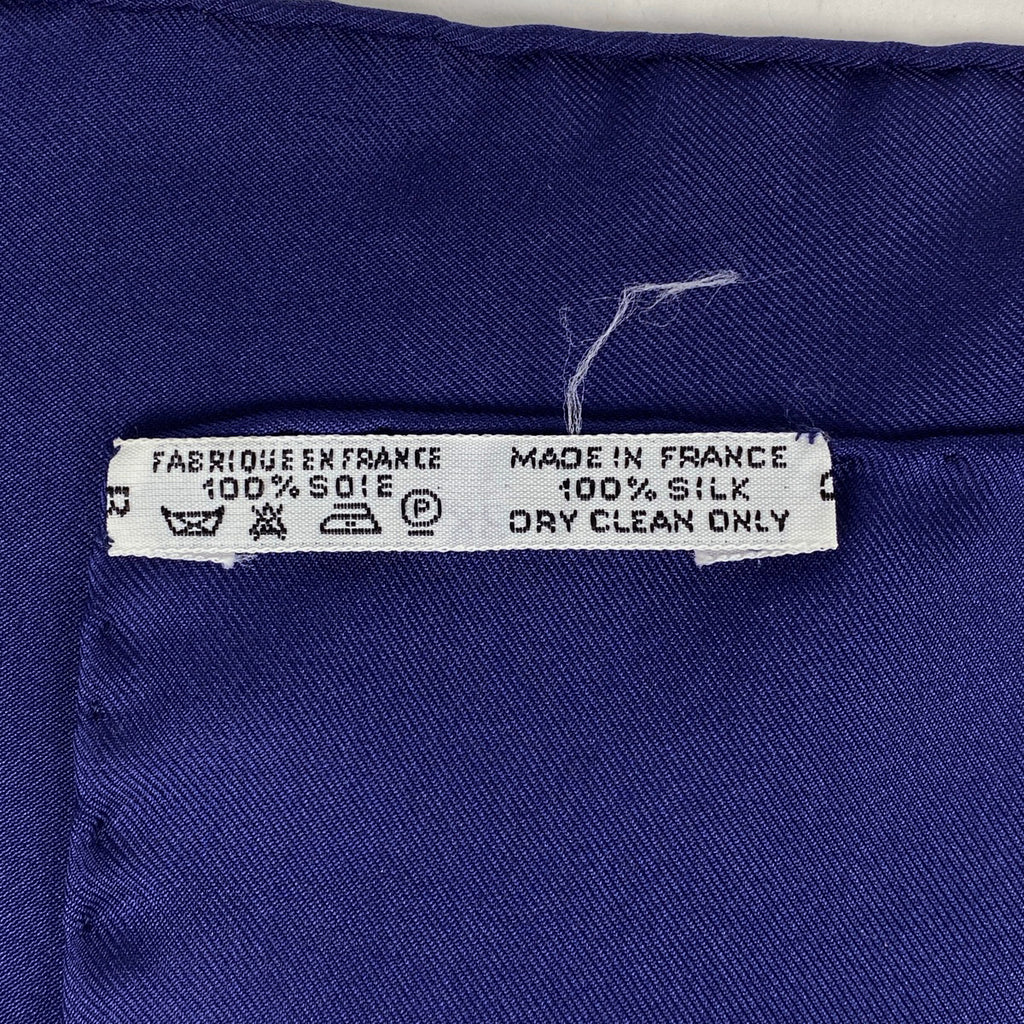 FABRIQUE EN FRANCE
100% SOIE
P
MADE IN FRANCE
100% SILK
DRY CLEAN ONLY